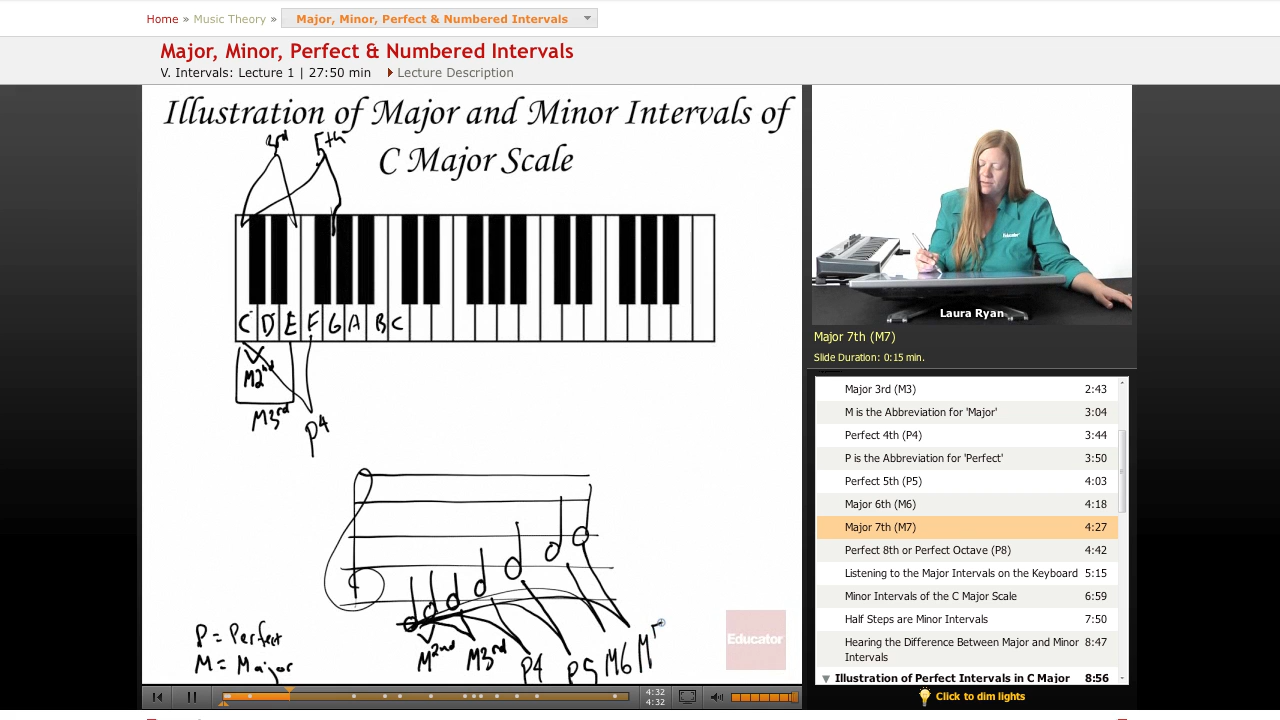 Home » Music Theory » Major, Minor, Perfect & Numbered Intervals
Major, Minor, Perfect & Numbered Intervals
V. Intervals: Lecture 1 | 27:50 min Lecture Description
Illustration of Major and Minor Intervals of
C Major Scale
3rd 5th
C D E F G A B C
M2nd
M3rd
P4
P = Perfect
M = Major
M2nd M3rd P4 P5 M6 M
Educator
4:32
4:32
Educator
Laura Ryan
Major 7th (M7)
Slide Duration: 0:15 min.
Major 3rd (M3) 2:43
M is the Abbreviation for 'Major' 3:04
Perfect 4th (P4) 3:44
P is the Abbreviation for 'Perfect' 3:50
Perfect 5th (P5) 4:03
Major 6th (M6) 4:18
Major 7th (M7) 4:27
Perfect 8th or Perfect Octave (P8) 4:42
Listening to the Major Intervals on the Keyboard 5:15
Minor Intervals of the C Major Scale 6:59
Half Steps are Minor Intervals 7:50
Hearing the Difference Between Major and Minor 8:47
Intervals
Illustration of Perfect Intervals in C Major 8:56
Click to dim lights